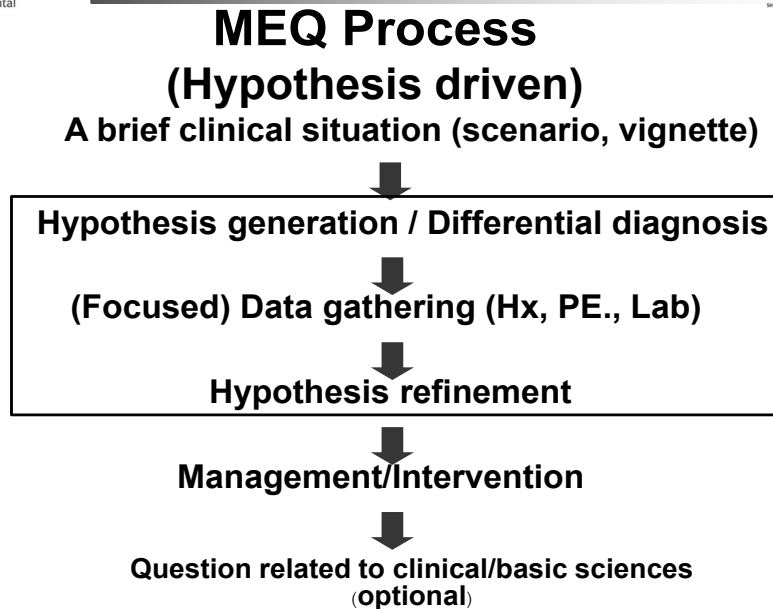 ital
MEQ Process
(Hypothesis driven)
A brief clinical situation (scenario, vignette)
Hypothesis generation / Differential diagnosis
(Focused) Data gathering (Hx, PE., Lab)
Hypothesis refinement
Management/Intervention
Question related to clinical/basic sciences
(optional)